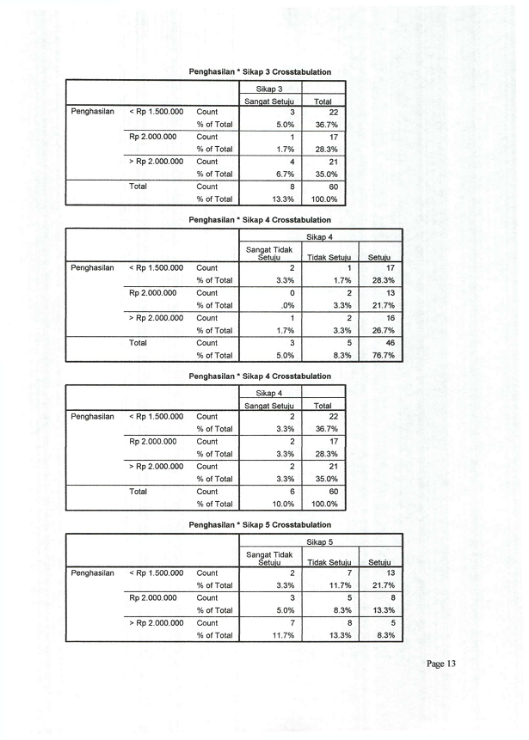 Penghasilan * Sikap 3 Crosstabulation
Sikap 3
Sangat Setuju Total
Penghasilan < Rp 1.500.000 Count 3 22
% of Total 5.0% 36.7%
Rp 2.000.000 Count 1 17
% of Total 1.7% 28.3%
> Rp 2.000.000 Count 4 21
% of Total 6.7% 35.0%
Total Count 8 60
% of Total 13.3% 100.0%
Penghasilan * Sikap 4 Crosstabulation
Sikap 4
Sangat Tidak
Setuju Tidak Setuju Setuju
Penghasilan < Rp 1.500.000 Count 2 1 17
% of Total 3.3% 1.7% 28.3%
Rp 2.000.000 Count 0 2 13
% of Total .0% 3.3% 21.7%
> Rp 2.000.000 Count 1 2 16
% of Total 1.7% 3.3% 26.7%
Total Count 3 5 46
% of Total 5.0% 8.3% 76.7%
Penghasilan * Sikap 4 Crosstabulation
Sikap 4
Sangat Setuju Total
Penghasilan < Rp 1.500.000 Count 2 22
% of Total 3.3% 36.7%
Rp 2.000.000 Count 2 17
% of Total 3.3% 28.3%
> Rp 2.000.000 Count 2 21
% of Total 3.3% 35.0%
Total Count 6 60
% of Total 10.0% 100.0%
Penghasilan * Sikap 5 Crosstabulation
Sikap 5
Sangat Tidak
Setuju Tidak Setuju Setuju
Penghasilan < Rp 1.500.000 Count 2 7 13
% of Total 3.3% 11.7% 21.7%
Rp 2.000.000 Count 3 5 8
% of Total 5.0% 8.3% 13.3%
> Rp 2.000.000 Count 7 8 5
% of Total 11.7% 13.3% 8.3%
Page 13